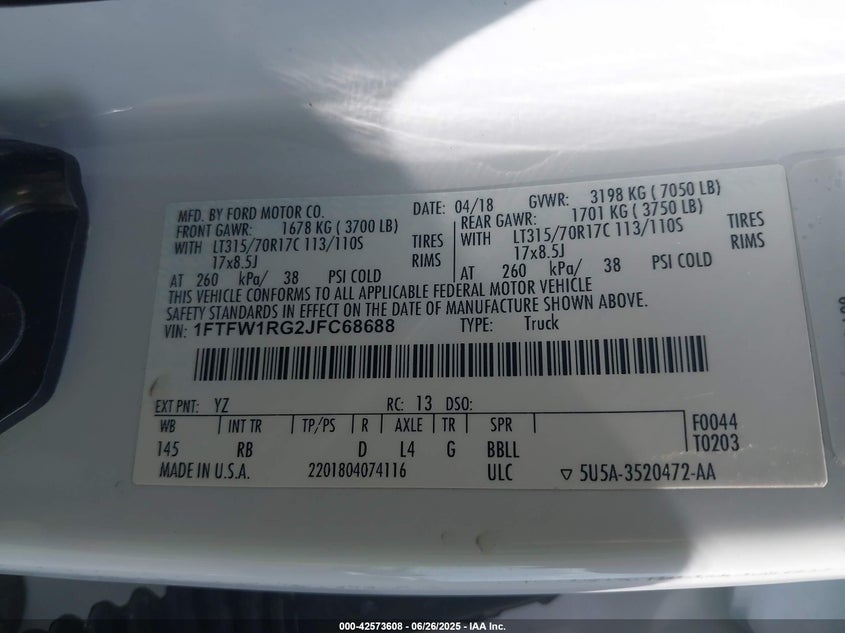 MFD. BY FORD MOTOR CO.
DATE: 04/18 GVWR: 3198 KG ( 7050 LB)
FRONT GAWR: 1678 KG ( 3700 LB)
WITH LT315/70R17C 113/110S TIRES
17x8.5J RIMS
AT 260 kPa/ 38 PSI COLD
REAR GAWR: 1701 KG ( 3750 LB)
WITH LT315/70R17C 113/110S TIRES
17x8.5J RIMS
AT 260 kPa/ 38 PSI COLD
THIS VEHICLE CONFORMS TO ALL APPLICABLE FEDERAL MOTOR VEHICLE
SAFETY STANDARDS IN EFFECT ON THE DATE OF MANUFACTURE SHOWN ABOVE.
VIN: 1FTFW1RG2JFC68688 TYPE: Truck
EXT PNT: YZ RC: 13 DSO:
WB INT TR TP/PS R AXLE TR SPR F0044
145 RB D L4 G BBLL T0203
MADE IN U.S.A. 2201804074116 ULC ▽ 5U5A-3520472-AA
000-42573608 - 06/26/2025 - IAA Inc.